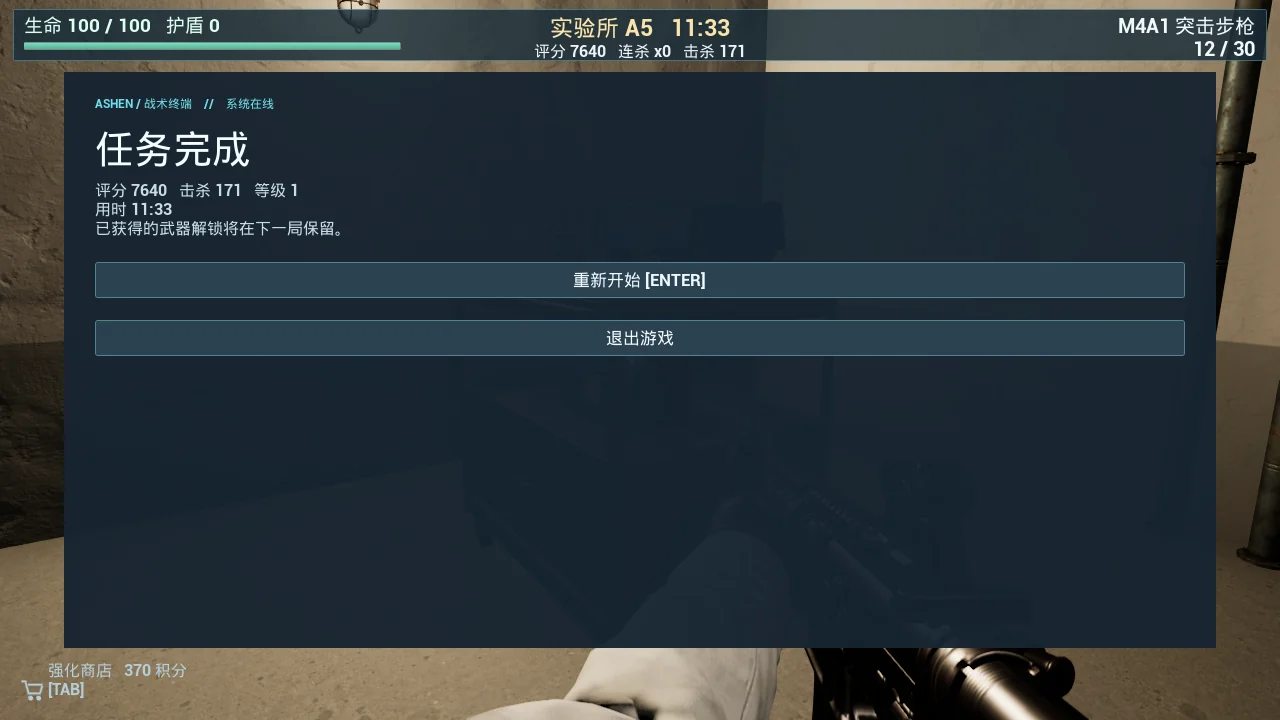 生命 100 / 100 护盾 0
实验所 A5 11:33
评分 7640 连杀 x0 击杀 171
M4A1 突击步枪
12 / 30
ASHEN / 战术终端 // 系统在线
任务完成
评分 7640 击杀 171 等级 1
用时 11:33
已获得的武器解锁将在下一局保留。
重新开始 [ENTER]
退出游戏
强化商店 370 积分
[TAB]